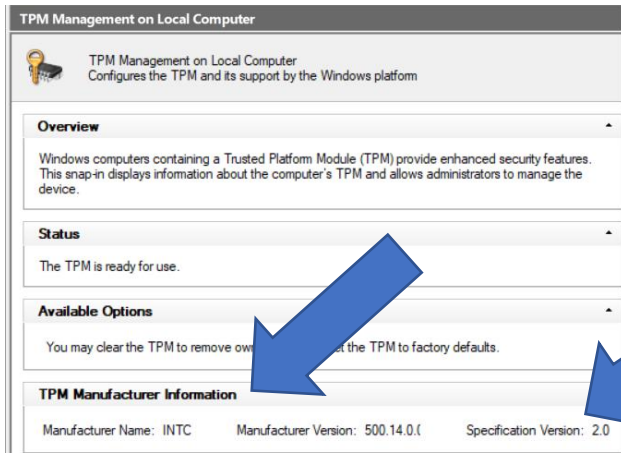 TPM Management on Local Computer
TPM Management on Local Computer
Configures the TPM and its support by the Windows platform
Overview
Windows computers containing a Trusted Platform Module (TPM) provide enhanced security features.
This snap-in displays information about the computer's TPM and allows administrators to manage the
device.
Status
The TPM is ready for use.
Available Options
You may clear the TPM to remove the TPM to factory defaults.
TPM Manufacturer Information
Manufacturer Name: INTC Manufacturer Version: 500.14.0. Specification Version: 2.0